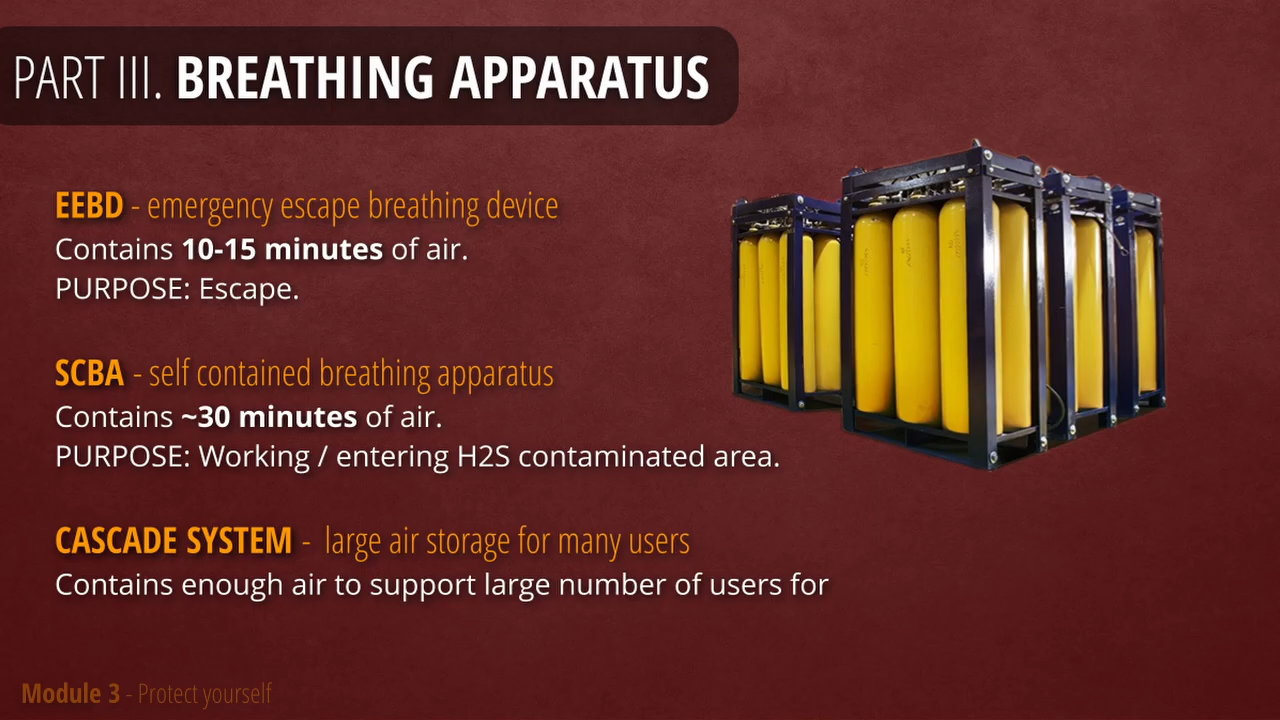 PART III. BREATHING APPARATUS
EEBD - emergency escape breathing device
Contains 10-15 minutes of air.
PURPOSE: Escape.
SCBA - self contained breathing apparatus
Contains ~30 minutes of air.
PURPOSE: Working / entering H2S contaminated area.
CASCADE SYSTEM - large air storage for many users
Contains enough air to support large number of users for
Module 3 - Protect yourself